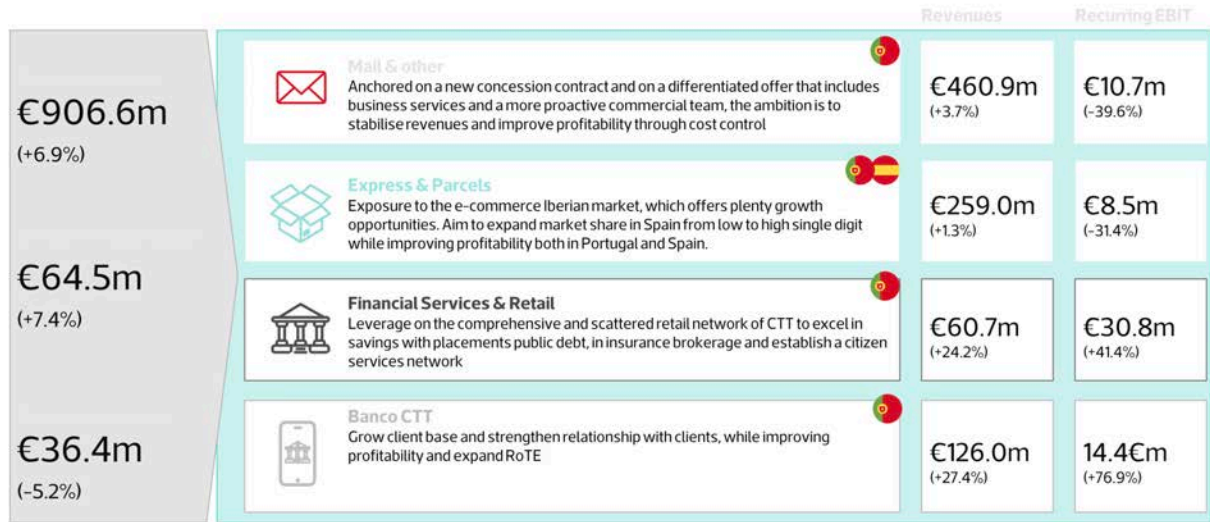 Revenues
Recurring EBIT
€906.6m
(+6.9%)
€64.5m
(+7.4%)
€36.4m
(-5.2%)
Mail & other
Anchored on a new concession contract and on a differentiated offer that includes
business services and a more proactive commercial team, the ambition is to
stabilise revenues and improve profitability through cost control
€460.9m
(+3.7%)
€10.7m
(-39.6%)
Express & Parcels
Exposure to the e-commerce Iberian market, which offers plenty growth
opportunities. Aim to expand market share in Spain from low to high single digit
while improving profitability both in Portugal and Spain.
€259.0m
(+1.3%)
€8.5m
(-31.4%)
Financial Services & Retail
Leverage on the comprehensive and scattered retail network of CTT to excel in
savings with placements public debt, in insurance brokerage and establish a citizen
services network
€60.7m
(+24.2%)
€30.8m
(+41.4%)
Banco CTT
Grow client base and strengthen relationship with clients, while improving
profitability and expand RoTE
€126.0m
(+27.4%)
14.4€m
(+76.9%)